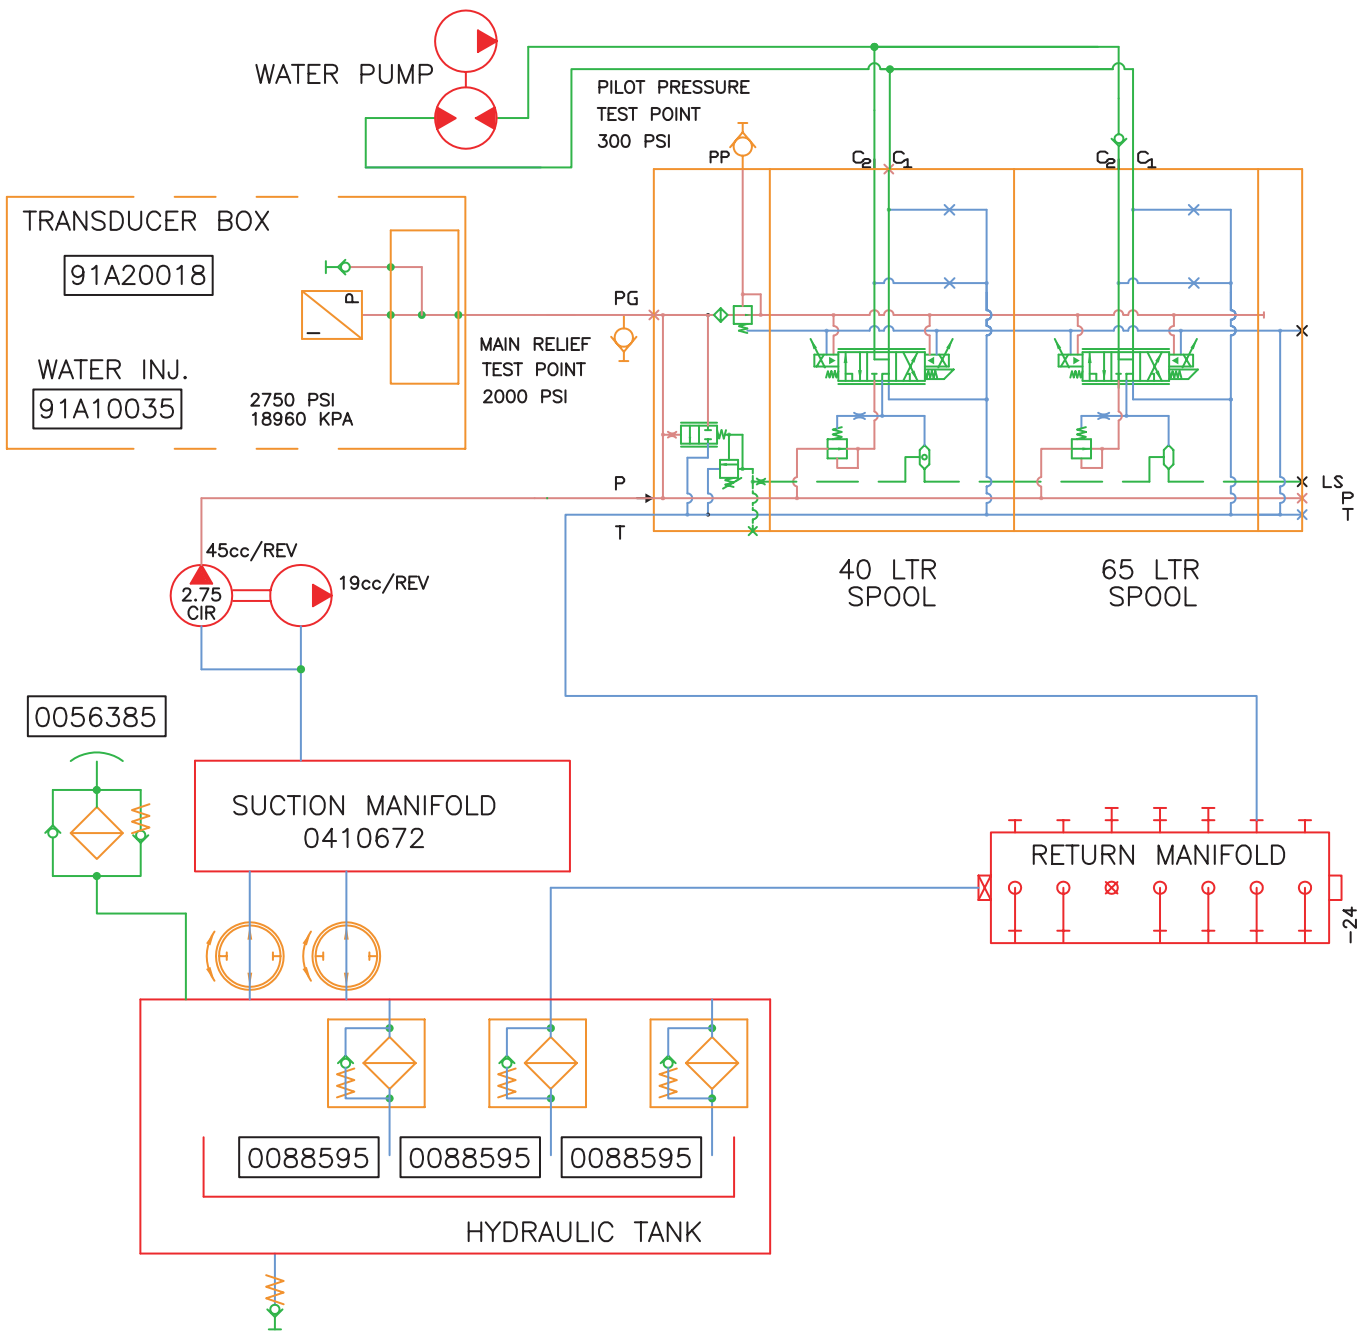 WATER PUMP
PILOT PRESSURE
TEST POINT
300 PSI
PP
C2 C1
C2 C1
TRANSDUCER BOX
91A20018
P
I
WATER INJ.
91A10035
2750 PSI
18960 KPA
PG
MAIN RELIEF
TEST POINT
2000 PSI
P
T
LS
P
T
45cc/REV
19cc/REV
2.75
CIR
40 LTR
SPOOL
65 LTR
SPOOL
0056385
SUCTION MANIFOLD
0410672
RETURN MANIFOLD
-24
0088595
0088595
0088595
HYDRAULIC TANK